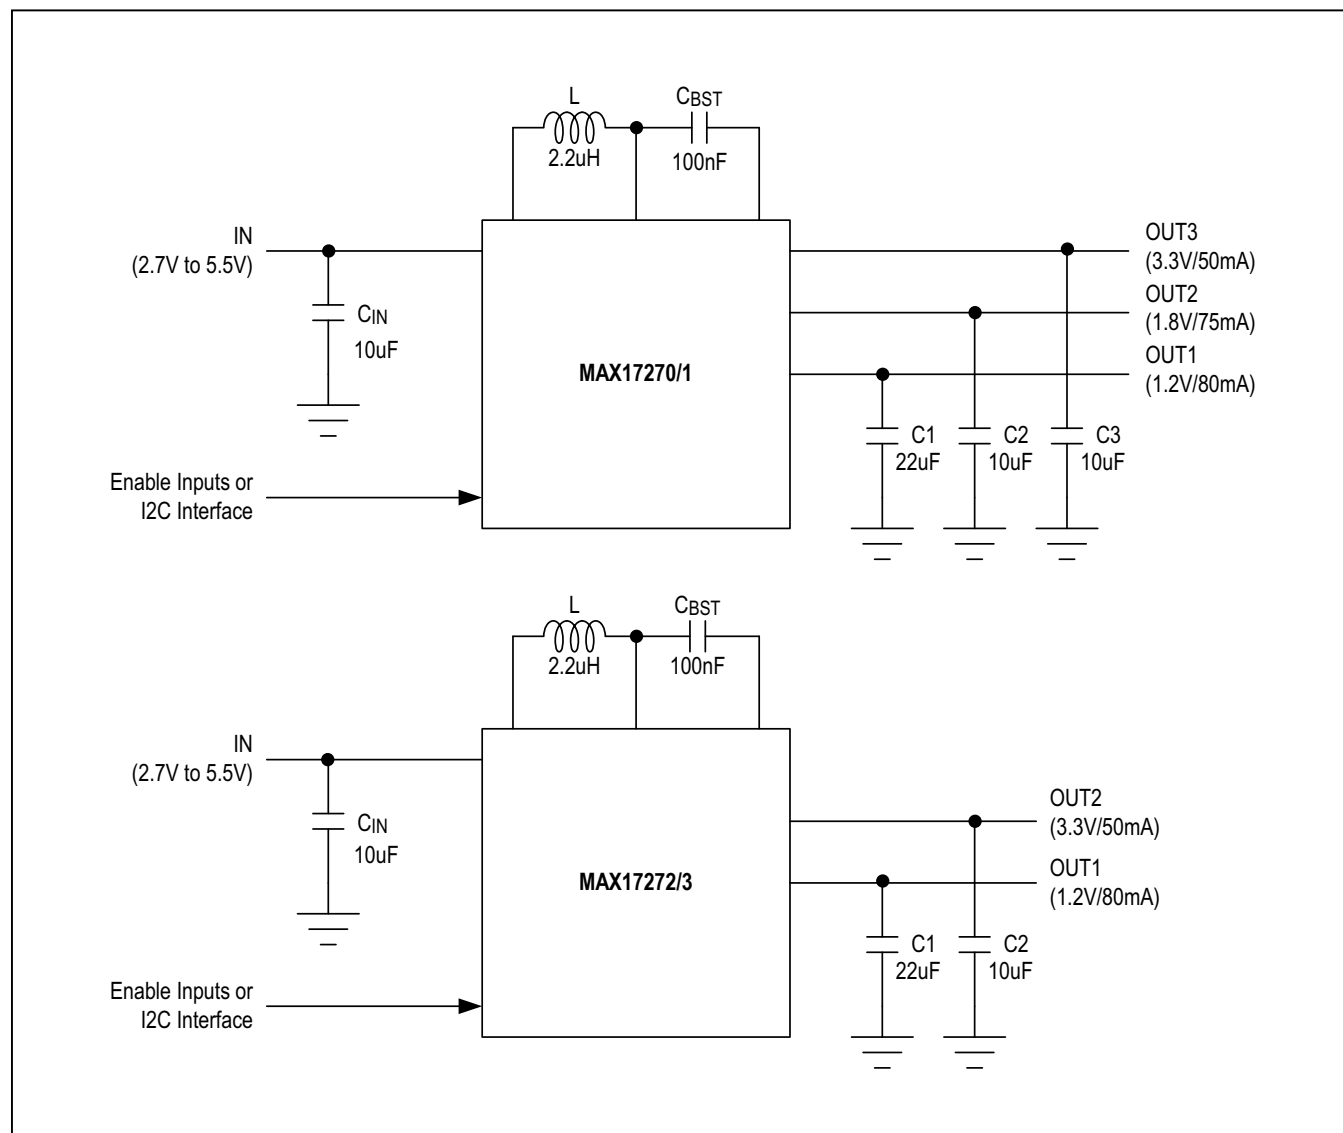 L
CBST
2.2uH
100nF
IN
(2.7V to 5.5V)
CIN
10uF
MAX17270/1
OUT3
(3.3V/50mA)
OUT2
(1.8V/75mA)
OUT1
(1.2V/80mA)
C1
22uF
C2
10uF
C3
10uF
Enable Inputs or
I2C Interface
L
CBST
2.2uH
100nF
IN
(2.7V to 5.5V)
CIN
10uF
MAX17272/3
OUT2
(3.3V/50mA)
OUT1
(1.2V/80mA)
C1
22uF
C2
10uF
Enable Inputs or
I2C Interface